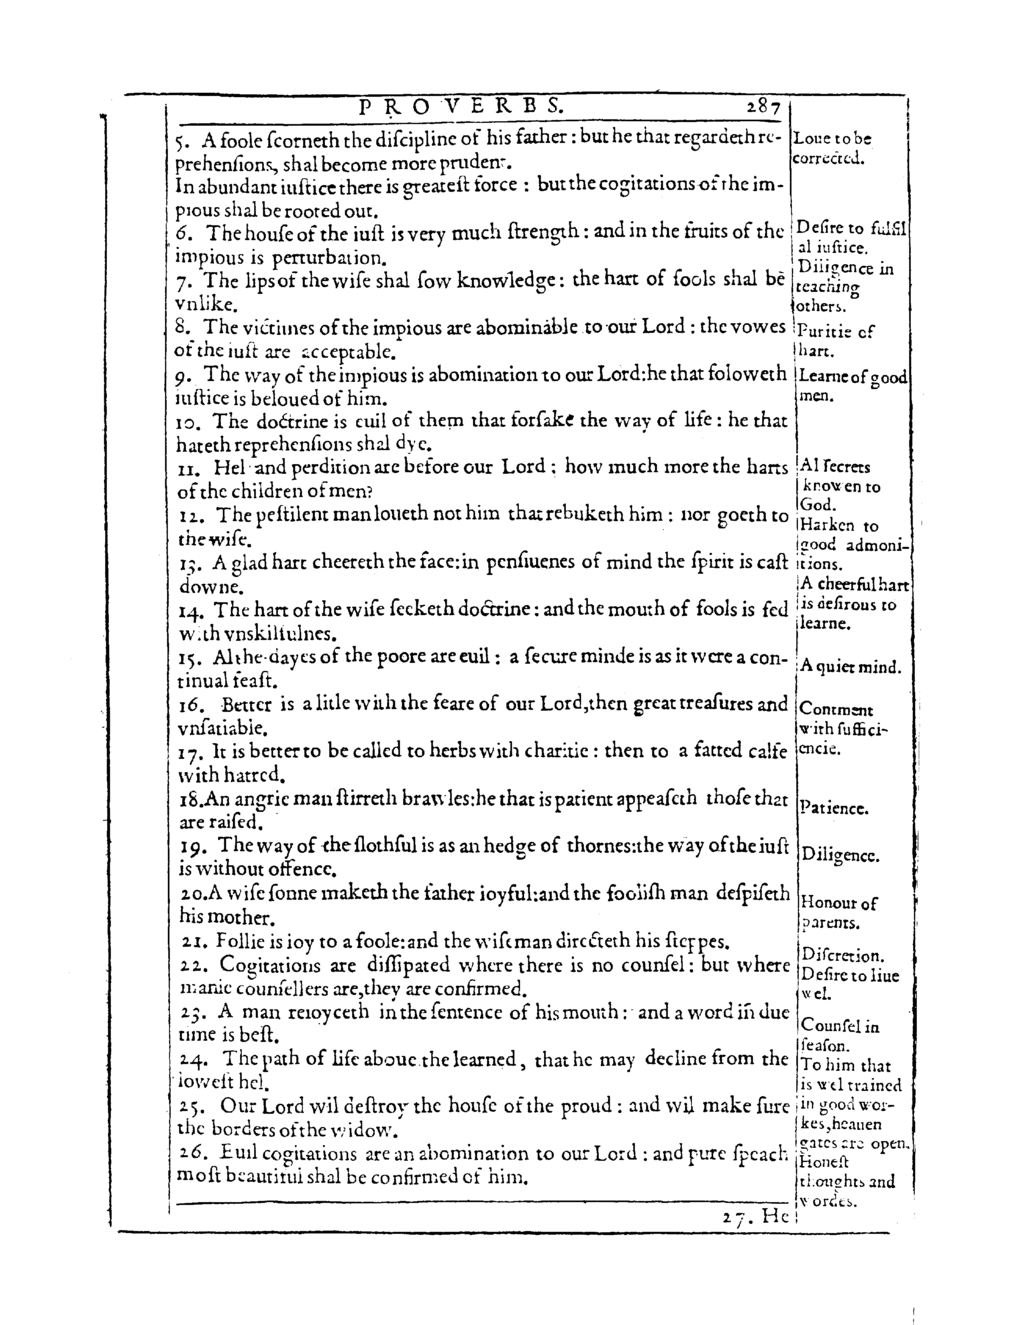 PROVERBS. 287
5. A foole ſcorneth the diſcipline of his father : but he that regardeth re-
prehenſions, shal become more prudent.
In abundant iuſtice there is greateſt force : but the cogitations of the im-
pious shal be rooted out.
6. The houſe of the iuſt is very much ſtrength : and in the fruits of the
impious is perturbation.
7. The lips of the wiſe shal ſow knowledge : the hart of fools shal be
vnlike.
8. The victimes of the impious are abominable to our Lord : the vowes
of the iuſt are acceptable.
9. The way of the impious is abomination to our Lord:he that foloweth
iuſtice is beloued of him.
10. The doctrine is euil of them that forſake the way of life : he that
hateth reprehenſions shal dye.
11. Hel and perdition are before our Lord ; how much more the harts
of the children of men?
12. The peſtilent man loueth not him that rebuketh him : nor goeth to
the wiſe.
13. A glad hart cheereth the face:in penſiuenes of mind the ſpirit is caſt
downe.
14. The hart of the wiſe ſeeketh doctrine : and the mouth of fools is fed
with vnskilfulnes.
15. Al the dayes of the poore are euil : a ſecure minde is as it were a con-
tinual feaſt.
16. Better is a litle with the feare of our Lord,then great treaſures and
vnſatiable.
17. It is better to be called to herbs with charitie : then to a fatted calfe
with hatred.
18.An angrie man ſtirreth brawles:he that is patient appeaſeth thoſe that
are raiſed.
19. The way of the ſlothful is as an hedge of thornes:the way of the iuſt
is without offence.
20.A wiſe ſonne maketh the father ioyful:and the fooliſh man deſpiſeth
his mother.
21. Follie is ioy to a foole:and the wiſe man directeth his ſteppes.
22. Cogitations are diſſipated where there is no counſel : but where
manie counſellers are,they are confirmed.
23. A man reioyceth in the ſentence of his mouth : and a word in due
time is beſt.
24. The path of life aboue the learned, that he may decline from the
loweſt hel.
25. Our Lord wil deſtroy the houſe of the proud : and wil make ſure
the borders of the widow.
26. Euil cogitations are an abomination to our Lord : and pure ſpeach
moſt beautiful shal be confirmed of him.
27. He
Loue to be
corrected.
Deſire to fulfil
al iuſtice.
Diligence in
teaching
others.
Puritie of
hart.
Learne of good
men.
Al ſecrets
knowen to
God.
Harken to
good admoni-
tions.
A cheerful hart
is deſirous to
learne.
A quiet mind.
Contment
with ſuffici-
encie.
Patience.
Diligence.
Honour of
parents.
Diſcretion.
Deſire to liue
wel.
Counſel in
ſeaſon.
To him that
is wel trained
in good wor-
kes,heauen
gates are open.
Honeſt
thoughts and
wordes.